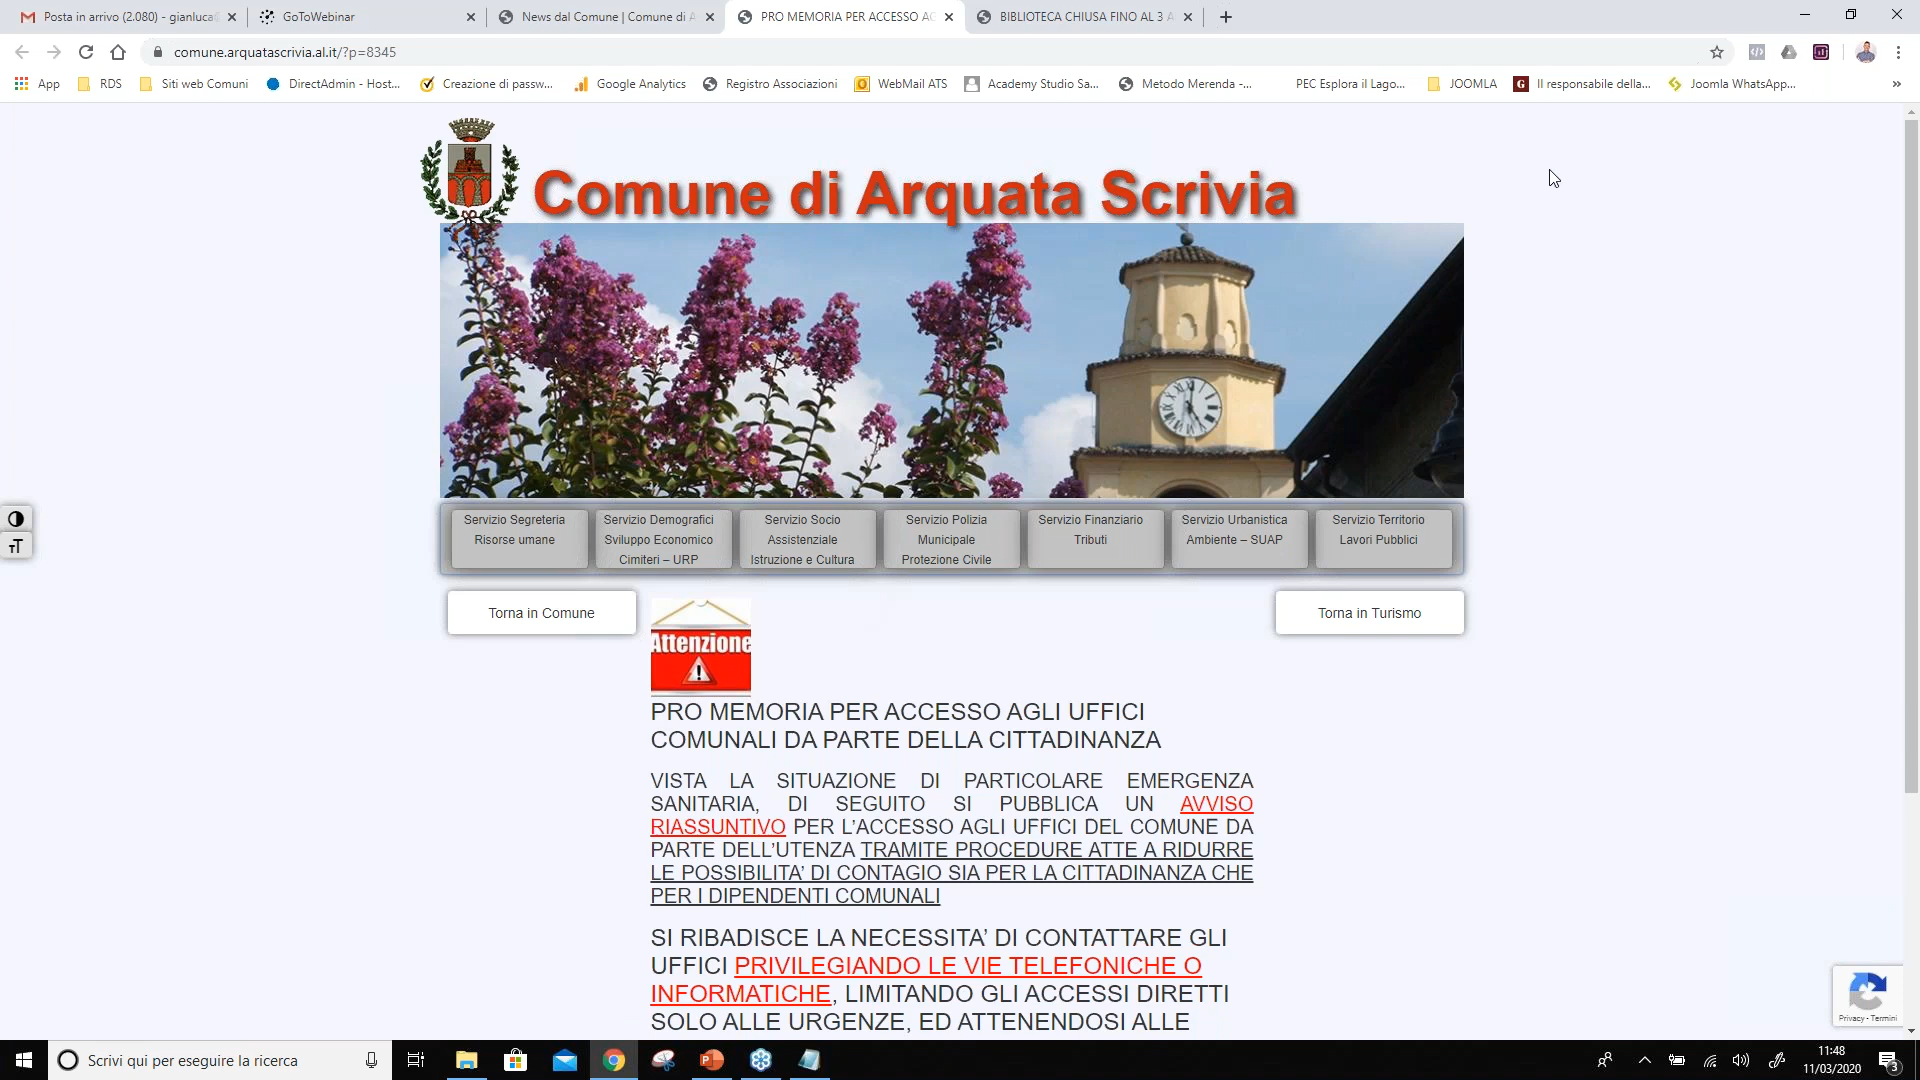 Posta in arrivo (2.080) - gianluca@
GoToWebinar
News dal Comune | Comune di A
PRO MEMORIA PER ACCESSO AG
BIBLIOTECA CHIUSA FINO AL 3 A
comune.arquatascrivia.al.it/?p=8345
App
RDS
Siti web Comuni
DirectAdmin - Host...
Creazione di passw...
Google Analytics
Registro Associazioni
WebMail ATS
Academy Studio Sa...
Metodo Merenda -...
PEC Esplora il Lago...
JOOMLA
Il responsabile della...
Joomla WhatsApp...
»
Comune di Arquata Scrivia
Servizio Segreteria
Risorse umane
Servizio Demografici
Sviluppo Economico
Cimiteri – URP
Servizio Socio
Assistenziale
Istruzione e Cultura
Servizio Polizia
Municipale
Protezione Civile
Servizio Finanziario
Tributi
Servizio Urbanistica
Ambiente – SUAP
Servizio Territorio
Lavori Pubblici
TT
Torna in Comune
Torna in Turismo
Attenzione
!
PRO MEMORIA PER ACCESSO AGLI UFFICI
COMUNALI DA PARTE DELLA CITTADINANZA
VISTA LA SITUAZIONE DI PARTICOLARE EMERGENZA
SANITARIA, DI SEGUITO SI PUBBLICA UN AVVISO
RIASSUNTIVO PER L’ACCESSO AGLI UFFICI DEL COMUNE DA
PARTE DELL’UTENZA TRAMITE PROCEDURE ATTE A RIDURRE
LE POSSIBILITA’ DI CONTAGIO SIA PER LA CITTADINANZA CHE
PER I DIPENDENTI COMUNALI
SI RIBADISCE LA NECESSITA’ DI CONTATTARE GLI
UFFICI PRIVILEGIANDO LE VIE TELEFONICHE O
INFORMATICHE, LIMITANDO GLI ACCESSI DIRETTI
SOLO ALLE URGENZE, ED ATTENENDOSI ALLE
Privacy - Termini
Scrivi qui per eseguire la ricerca
11:48
11/03/2020
3